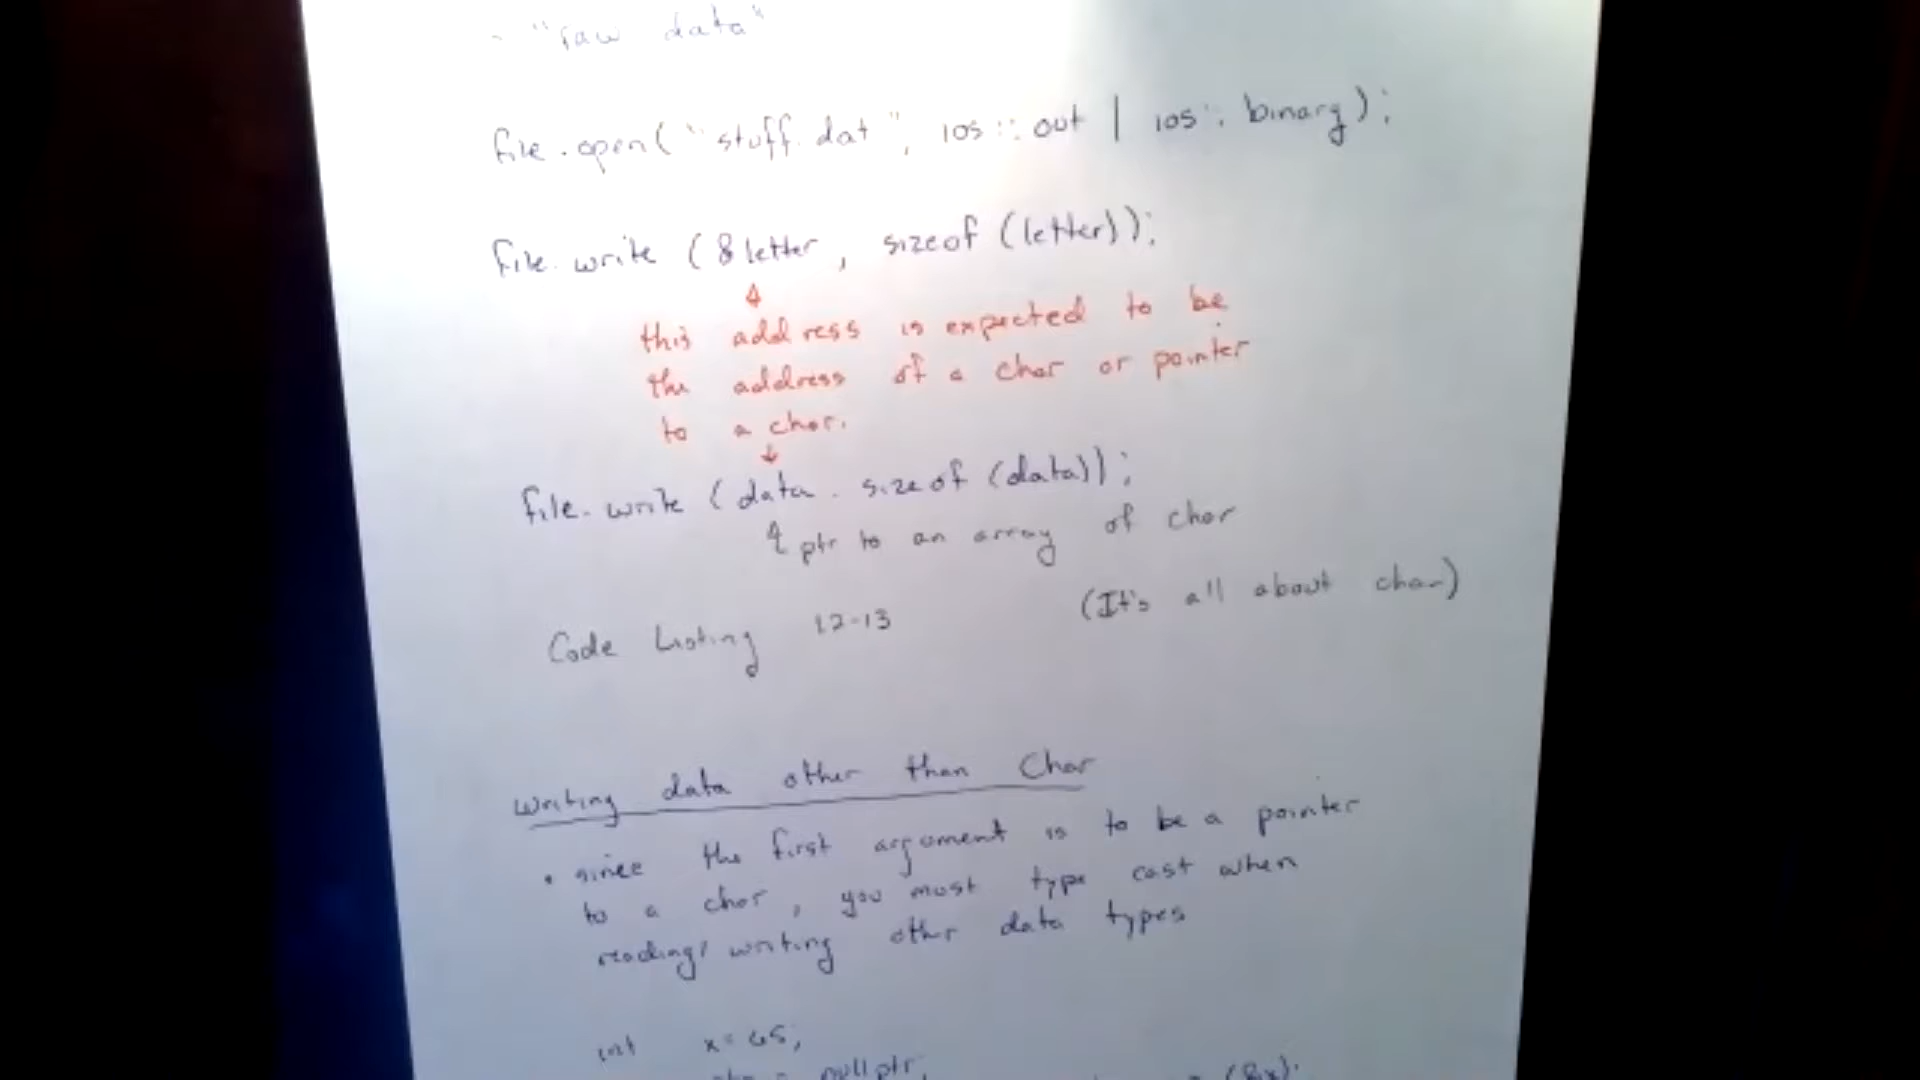 - "raw data"
file.open("stuff.dat", ios::out | ios::binary);
file.write (&letter, sizeof (letter));
this address is expected to be
the address of a char or pointer
to a char.
file.write (data, sizeof (data));
ptr to an array of char
Code Listing 12-13 (It's all about char)
Writing data other than Char
• since the first argument is to be a pointer
to a char, you must type cast when
reading/writing other data types
int x = 65;
= nullptr; (&x);